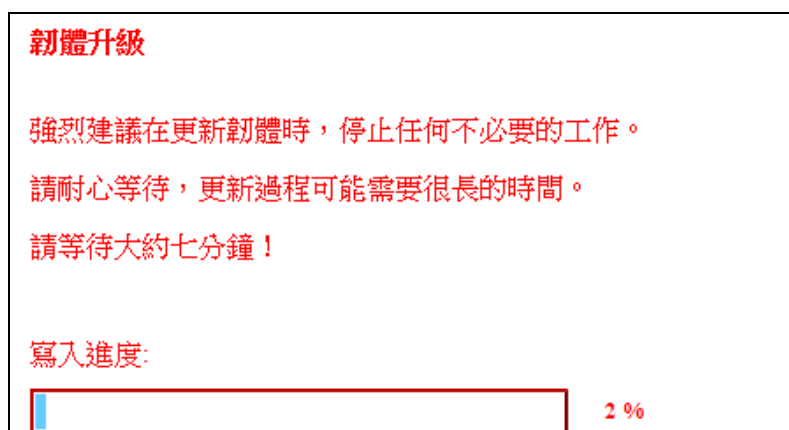 韌體升級
強烈建議在更新韌體時，停止任何不必要的工作。
請耐心等待，更新過程可能需要很長的時間。
請等待大約七分鐘！
寫入進度:
2 %